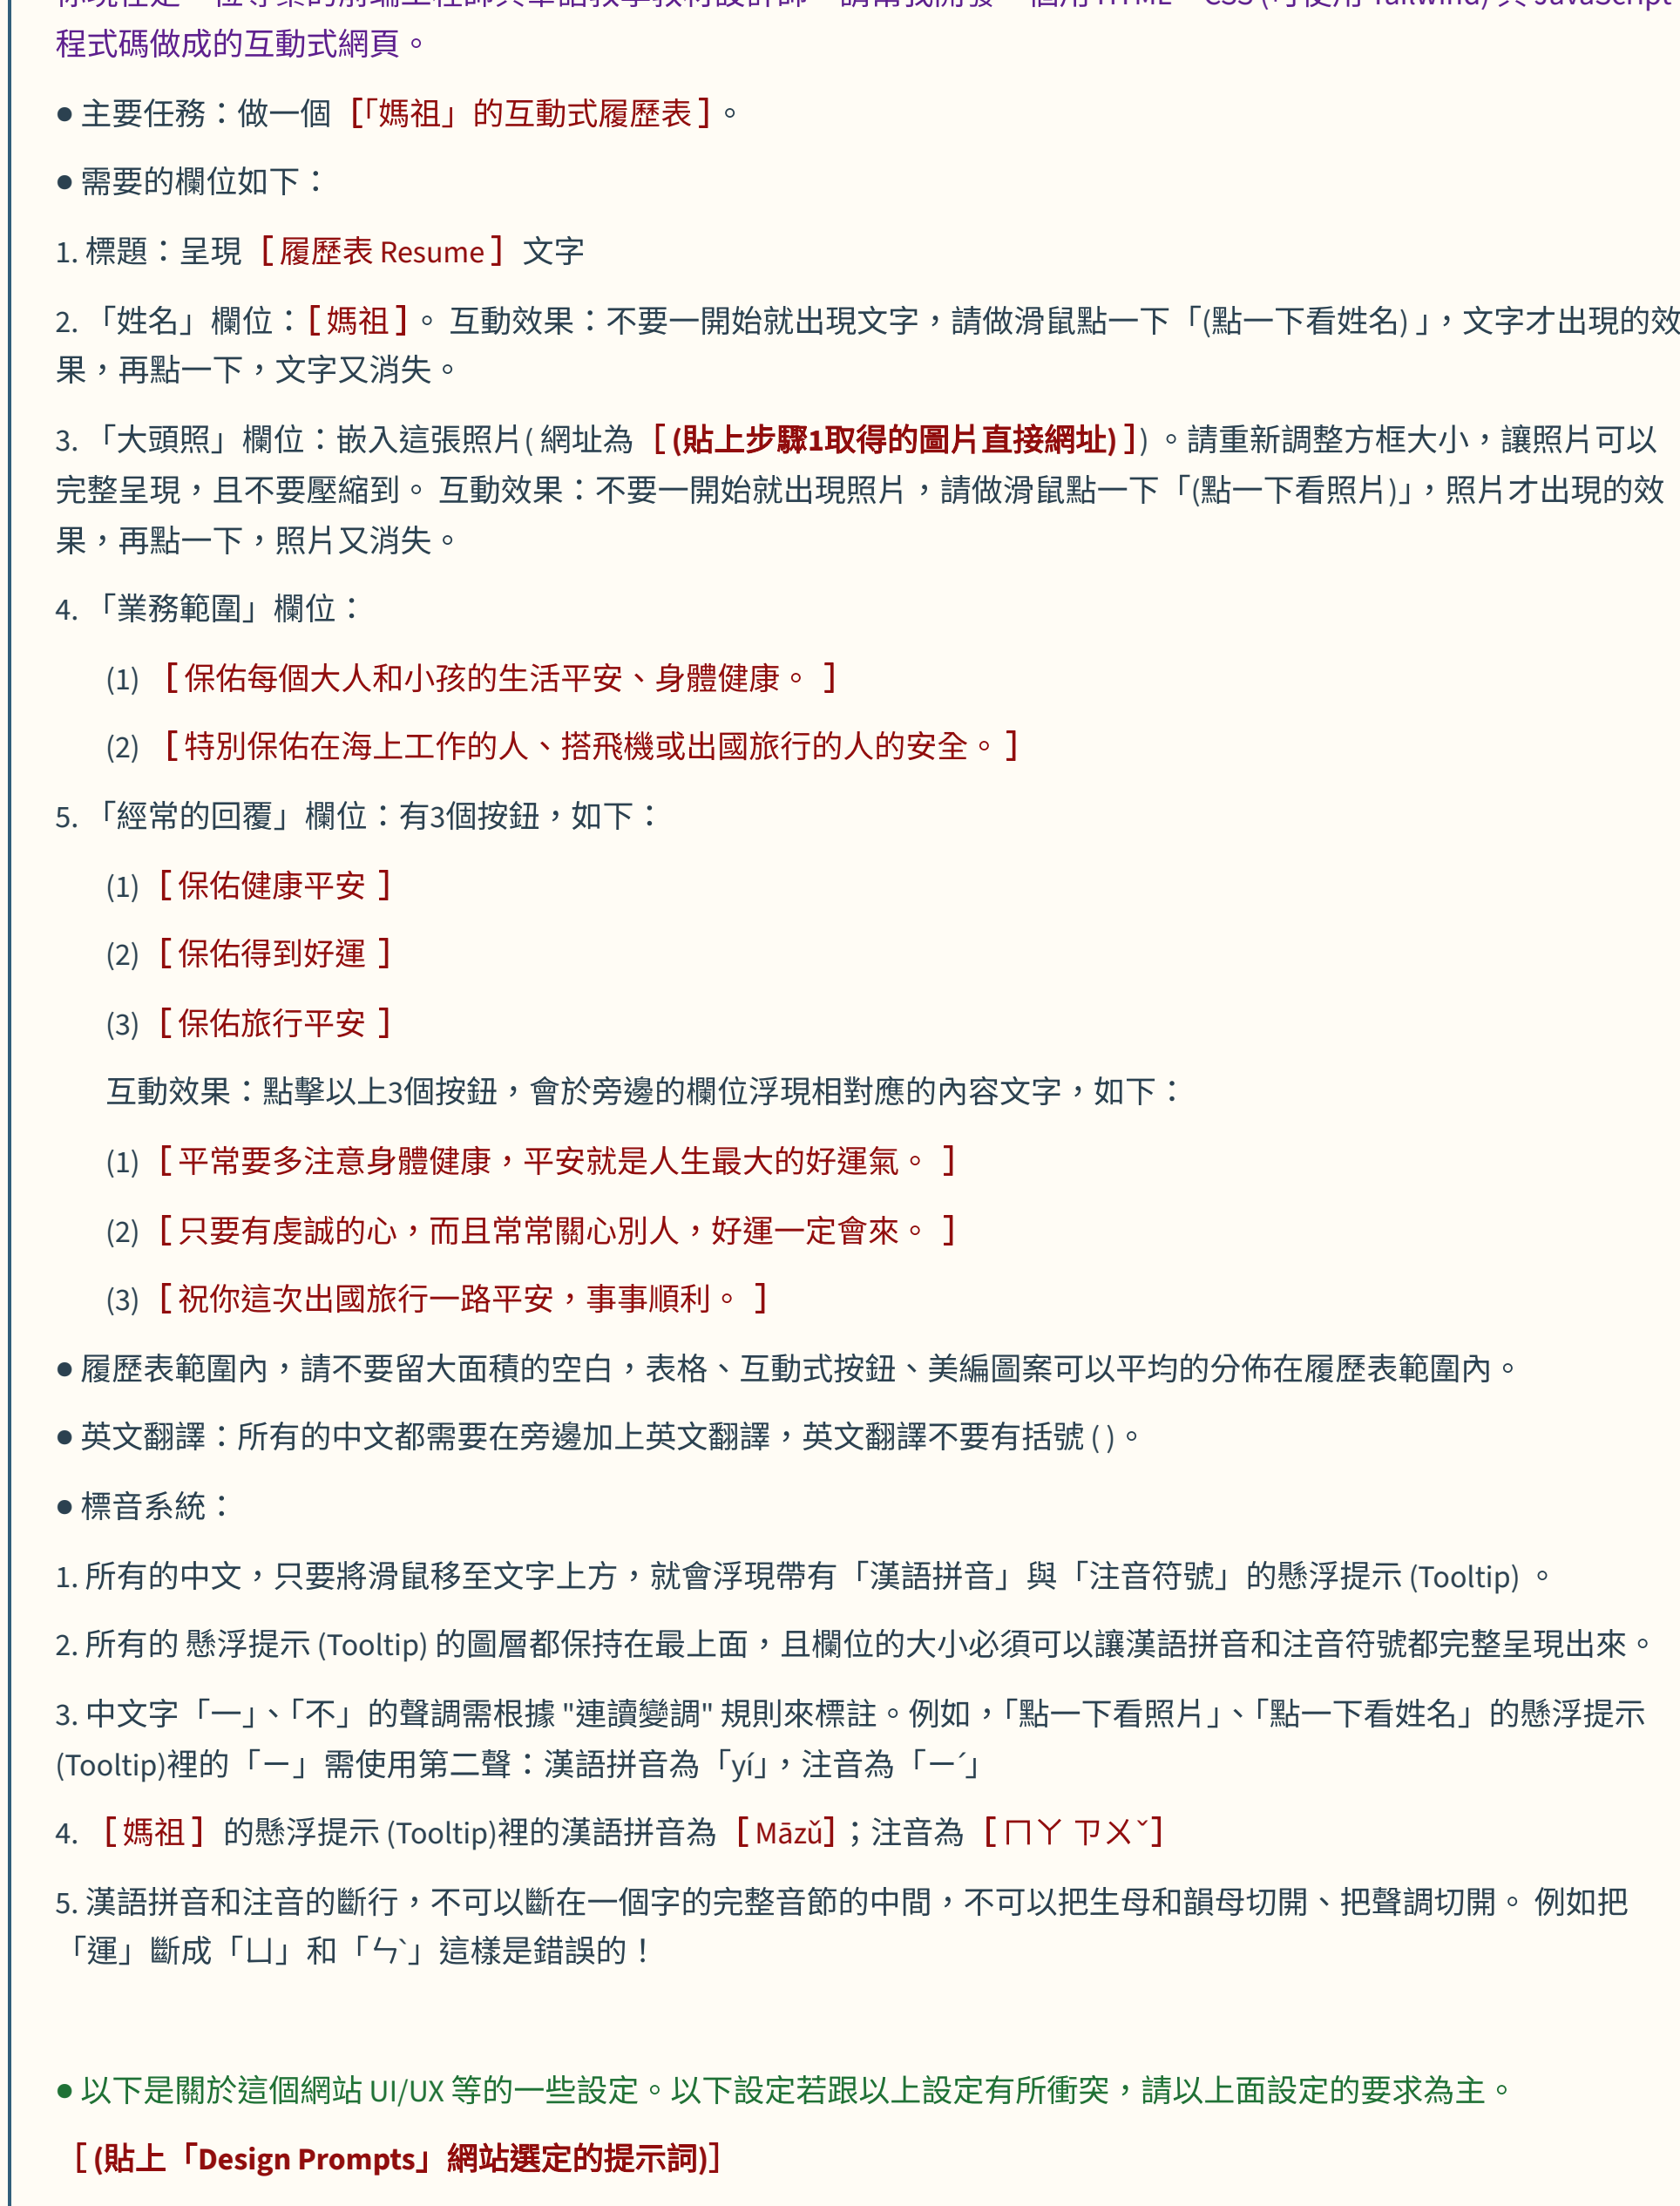 程式碼做成的互動式網頁。
● 主要任務：做一個［「媽祖」的互動式履歷表］。
● 需要的欄位如下：
1. 標題：呈現［ 履歷表 Resume ］文字
2. 「姓名」欄位：［ 媽祖 ］。 互動效果：不要一開始就出現文字，請做滑鼠點一下「(點一下看姓名) 」，文字才出現的效
果，再點一下，文字又消失。
3. 「大頭照」欄位：嵌入這張照片( 網址為［ (貼上步驟1取得的圖片直接網址) ］) 。請重新調整方框大小，讓照片可以
完整呈現，且不要壓縮到。 互動效果：不要一開始就出現照片，請做滑鼠點一下「(點一下看照片)」，照片才出現的效
果，再點一下，照片又消失。
4. 「業務範圍」欄位：
(1) ［ 保佑每個大人和小孩的生活平安、身體健康。 ］
(2) ［ 特別保佑在海上工作的人、搭飛機或出國旅行的人的安全。 ］
5. 「經常的回覆」欄位：有3個按鈕，如下：
(1) ［ 保佑健康平安 ］
(2) ［ 保佑得到好運 ］
(3) ［ 保佑旅行平安 ］
互動效果：點擊以上3個按鈕，會於旁邊的欄位浮現相對應的內容文字，如下：
(1) ［ 平常要多注意身體健康，平安就是人生最大的好運氣。 ］
(2) ［ 只要有虔誠的心，而且常常關心別人，好運一定會來。 ］
(3) ［ 祝你這次出國旅行一路平安，事事順利。 ］
● 履歷表範圍內，請不要留大面積的空白，表格、互動式按鈕、美編圖案可以平均的分佈在履歷表範圍內。
● 英文翻譯：所有的中文都需要在旁邊加上英文翻譯，英文翻譯不要有括號 ( )。
● 標音系統：
1. 所有的中文，只要將滑鼠移至文字上方，就會浮現帶有「漢語拼音」與「注音符號」的懸浮提示 (Tooltip) 。
2. 所有的 懸浮提示 (Tooltip) 的圖層都保持在最上面，且欄位的大小必須可以讓漢語拼音和注音符號都完整呈現出來。
3. 中文字「一」、「不」的聲調需根據 "連讀變調" 規則來標註。例如，「點一下看照片」、「點一下看姓名」的懸浮提示
(Tooltip)裡的「ㄧ」需使用第二聲：漢語拼音為「yí」，注音為「ㄧˊ」
4. ［ 媽祖 ］的懸浮提示 (Tooltip)裡的漢語拼音為［ Māzǔ］；注音為［ ㄇㄚ ㄗㄨˇ］
5. 漢語拼音和注音的斷行，不可以斷在一個字的完整音節的中間，不可以把生母和韻母切開、把聲調切開。 例如把
「運」斷成「ㄩ」和「ㄣˋ」這樣是錯誤的！
● 以下是關於這個網站 UI/UX 等的一些設定。以下設定若跟以上設定有所衝突，請以上面設定的要求為主。
［ (貼上「Design Prompts」網站選定的提示詞)］